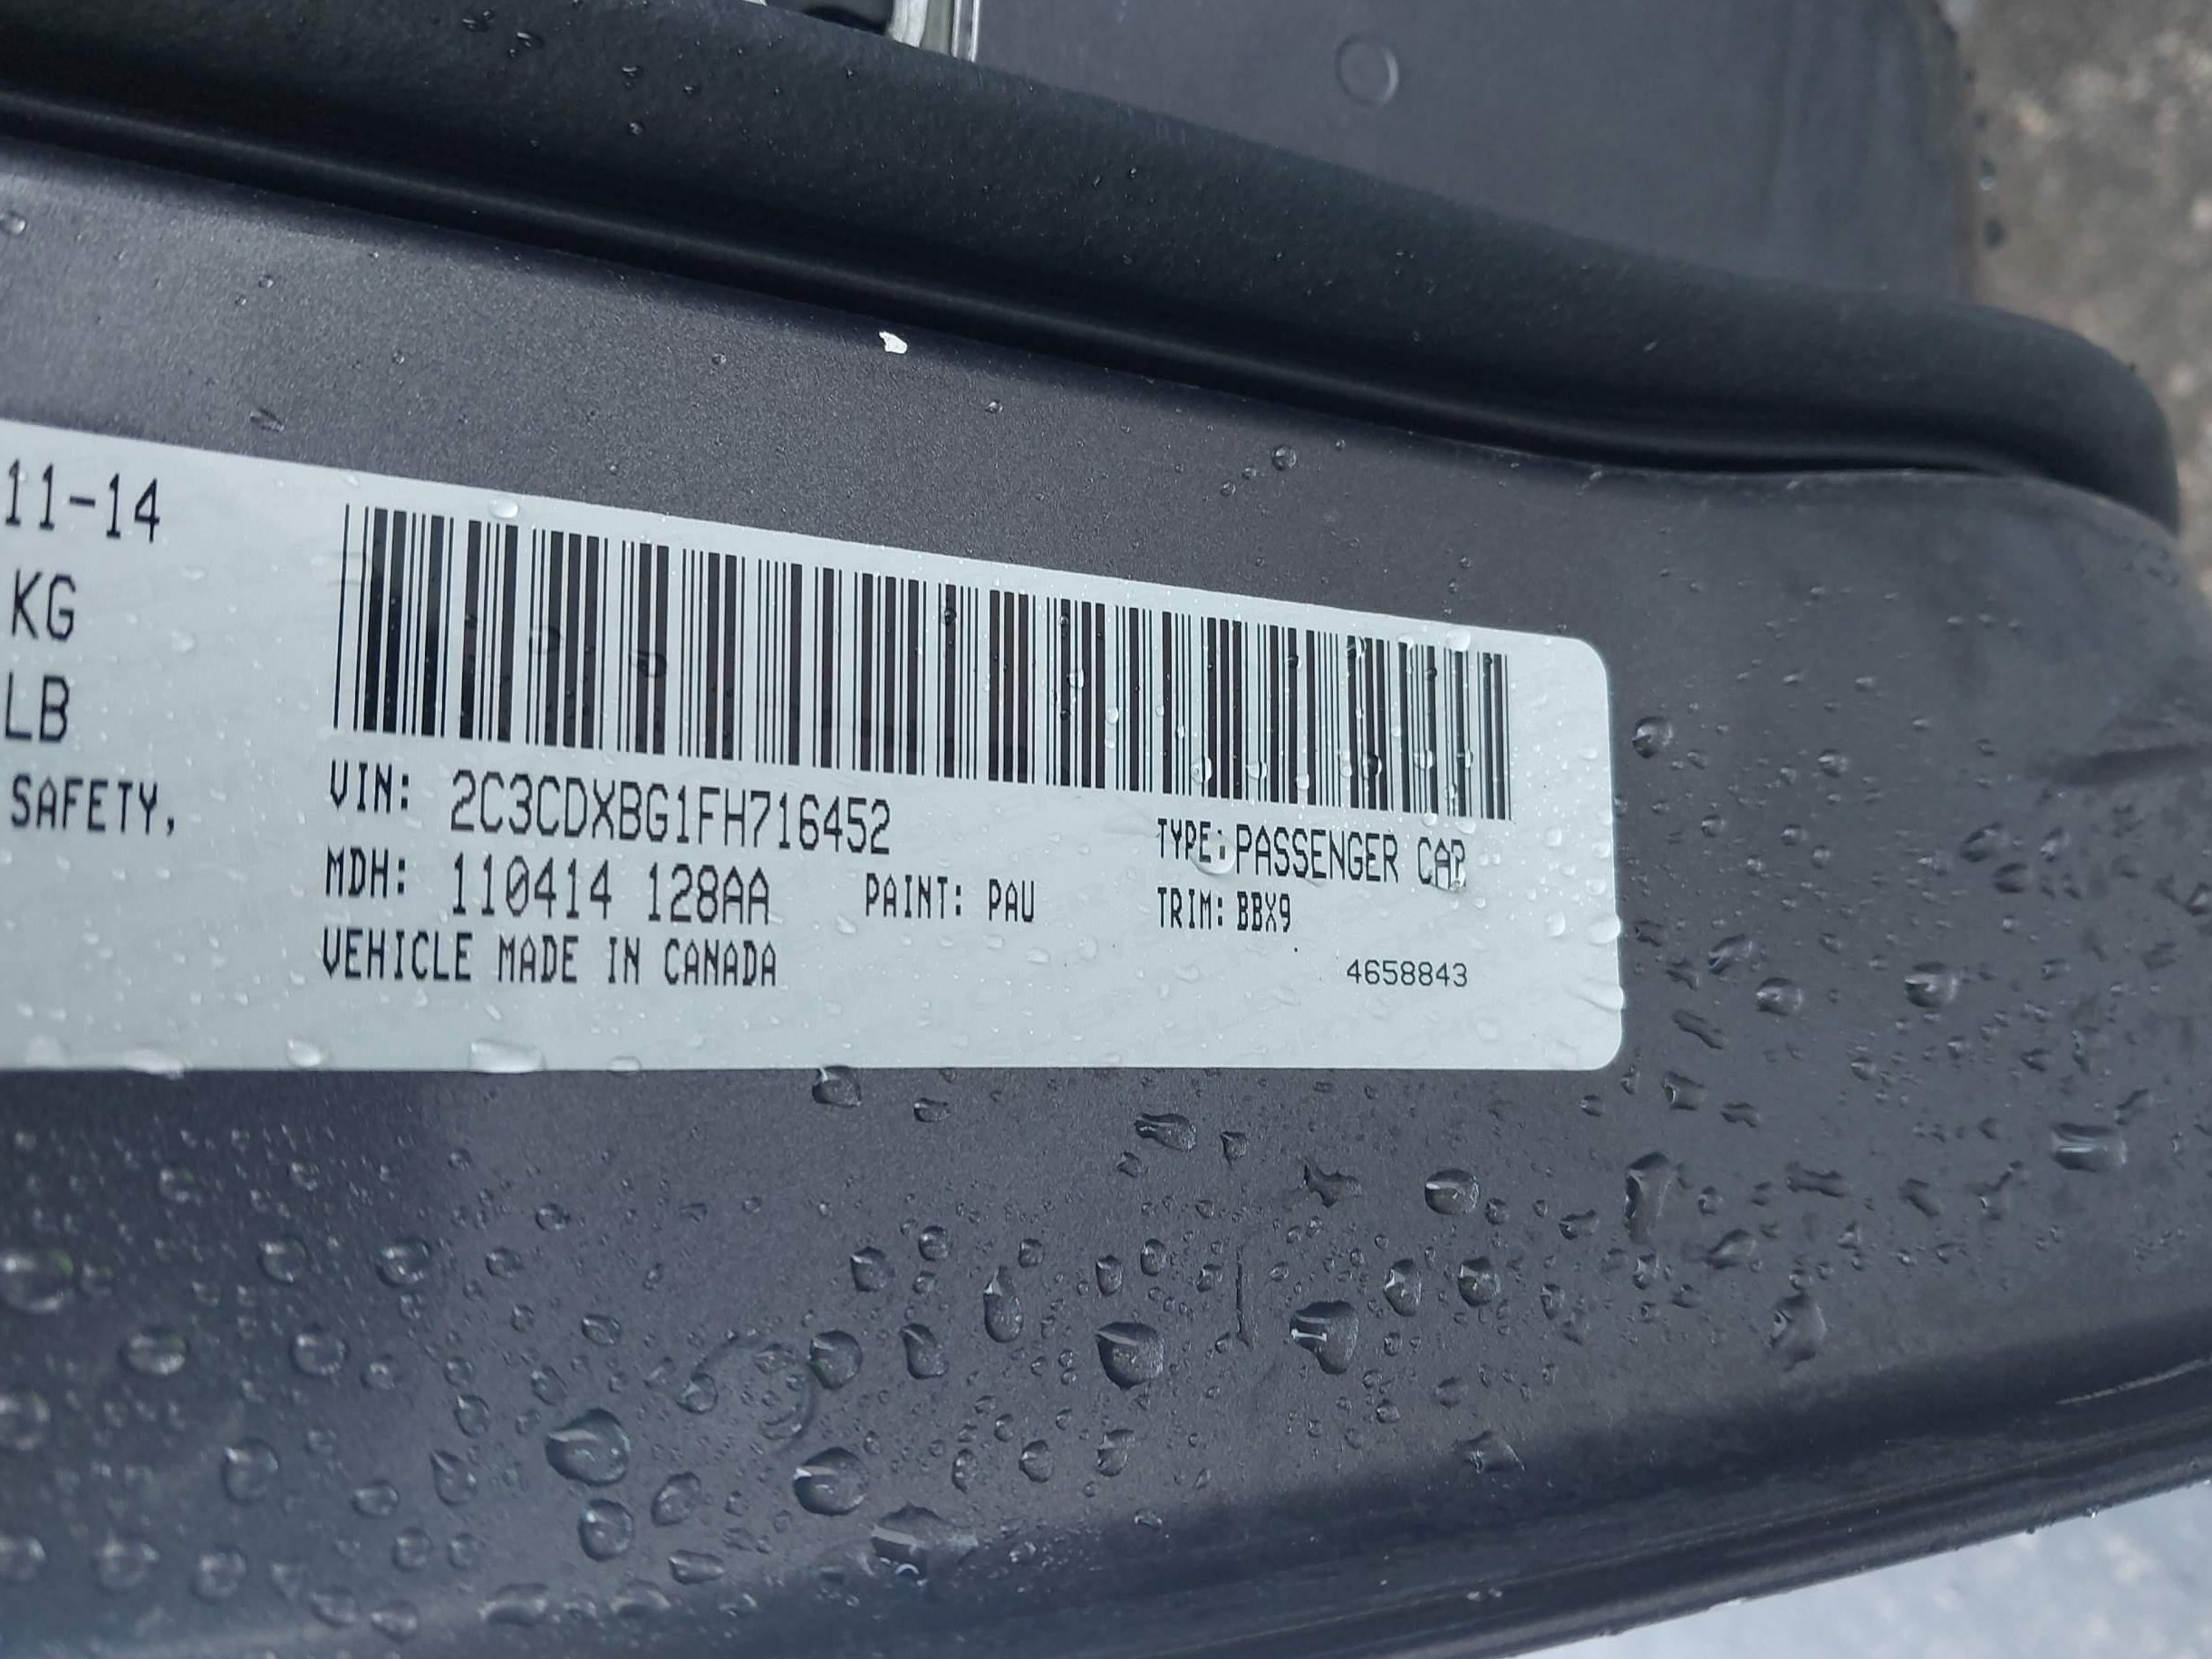 11-14
KG
LB
SAFETY,
VIN: 2C3CDXBG1FH716452
TYPE: PASSENGER CAR
MDH: 110414 128AA PAINT: PAU TRIM: BBX9
VEHICLE MADE IN CANADA
4658843